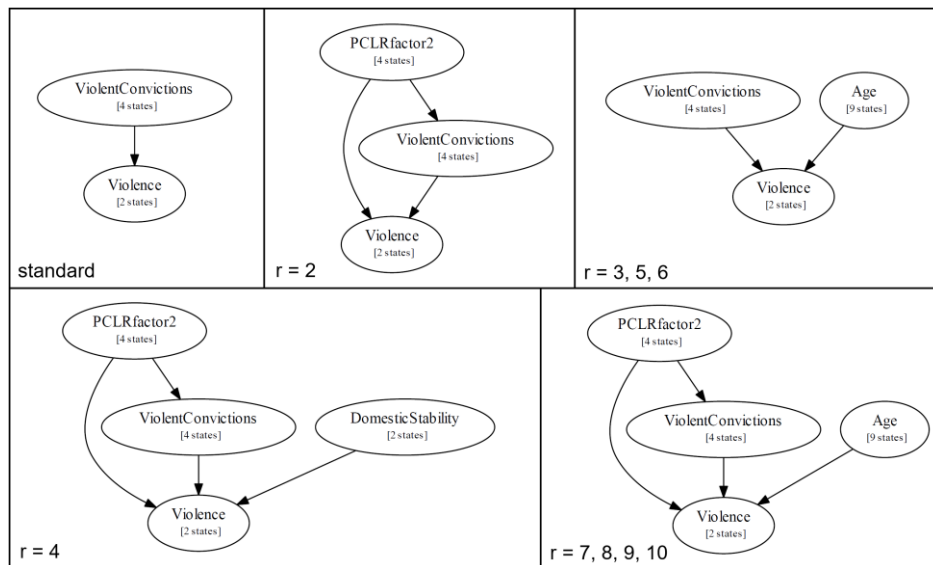 ViolentConvictions
[4 states]
Violence
[2 states]
standard
PCLRfactor2
[4 states]
ViolentConvictions
[4 states]
Violence
[2 states]
r = 2
ViolentConvictions
[4 states]
Age
[9 states]
Violence
[2 states]
r = 3, 5, 6
PCLRfactor2
[4 states]
ViolentConvictions
[4 states]
DomesticStability
[2 states]
Violence
[2 states]
r = 4
PCLRfactor2
[4 states]
ViolentConvictions
[4 states]
Age
[9 states]
Violence
[2 states]
r = 7, 8, 9, 10